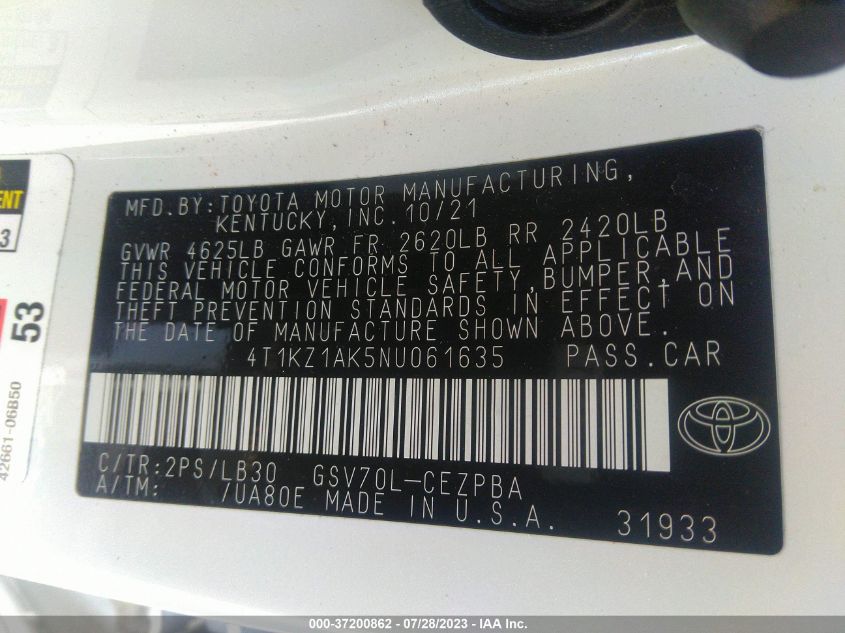 MFD.BY:TOYOTA MOTOR MANUFACTURING,
KENTUCKY,INC.10/21
GVWR 4625LB GAWR FR 2620LB RR 2420LB
THIS VEHICLE CONFORMS TO ALL APPLICABLE
FEDERAL MOTOR VEHICLE SAFETY,BUMPER,AND
THEFT PREVENTION STANDARDS IN EFFECT ON
THE DATE OF MANUFACTURE SHOWN ABOVE.
4T1KZ1AK5NU061635 PASS.CAR
C/TR:2PS/LB30 GSV70L-CEZPBA
A/TM: /UA80E MADE IN U.S.A.
31933
53
42661-06B50
000-37200862 / 07/28/2023 - IAA Inc.